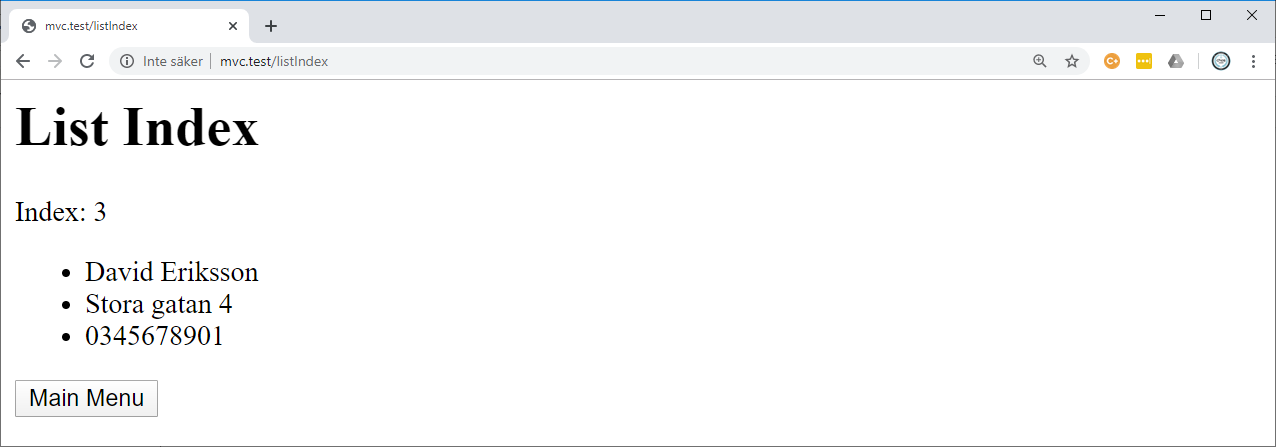 mvc.test/listIndex
Inte säker | mvc.test/listIndex
C+
List Index
Index: 3
• David Eriksson
• Stora gatan 4
• 0345678901
Main Menu